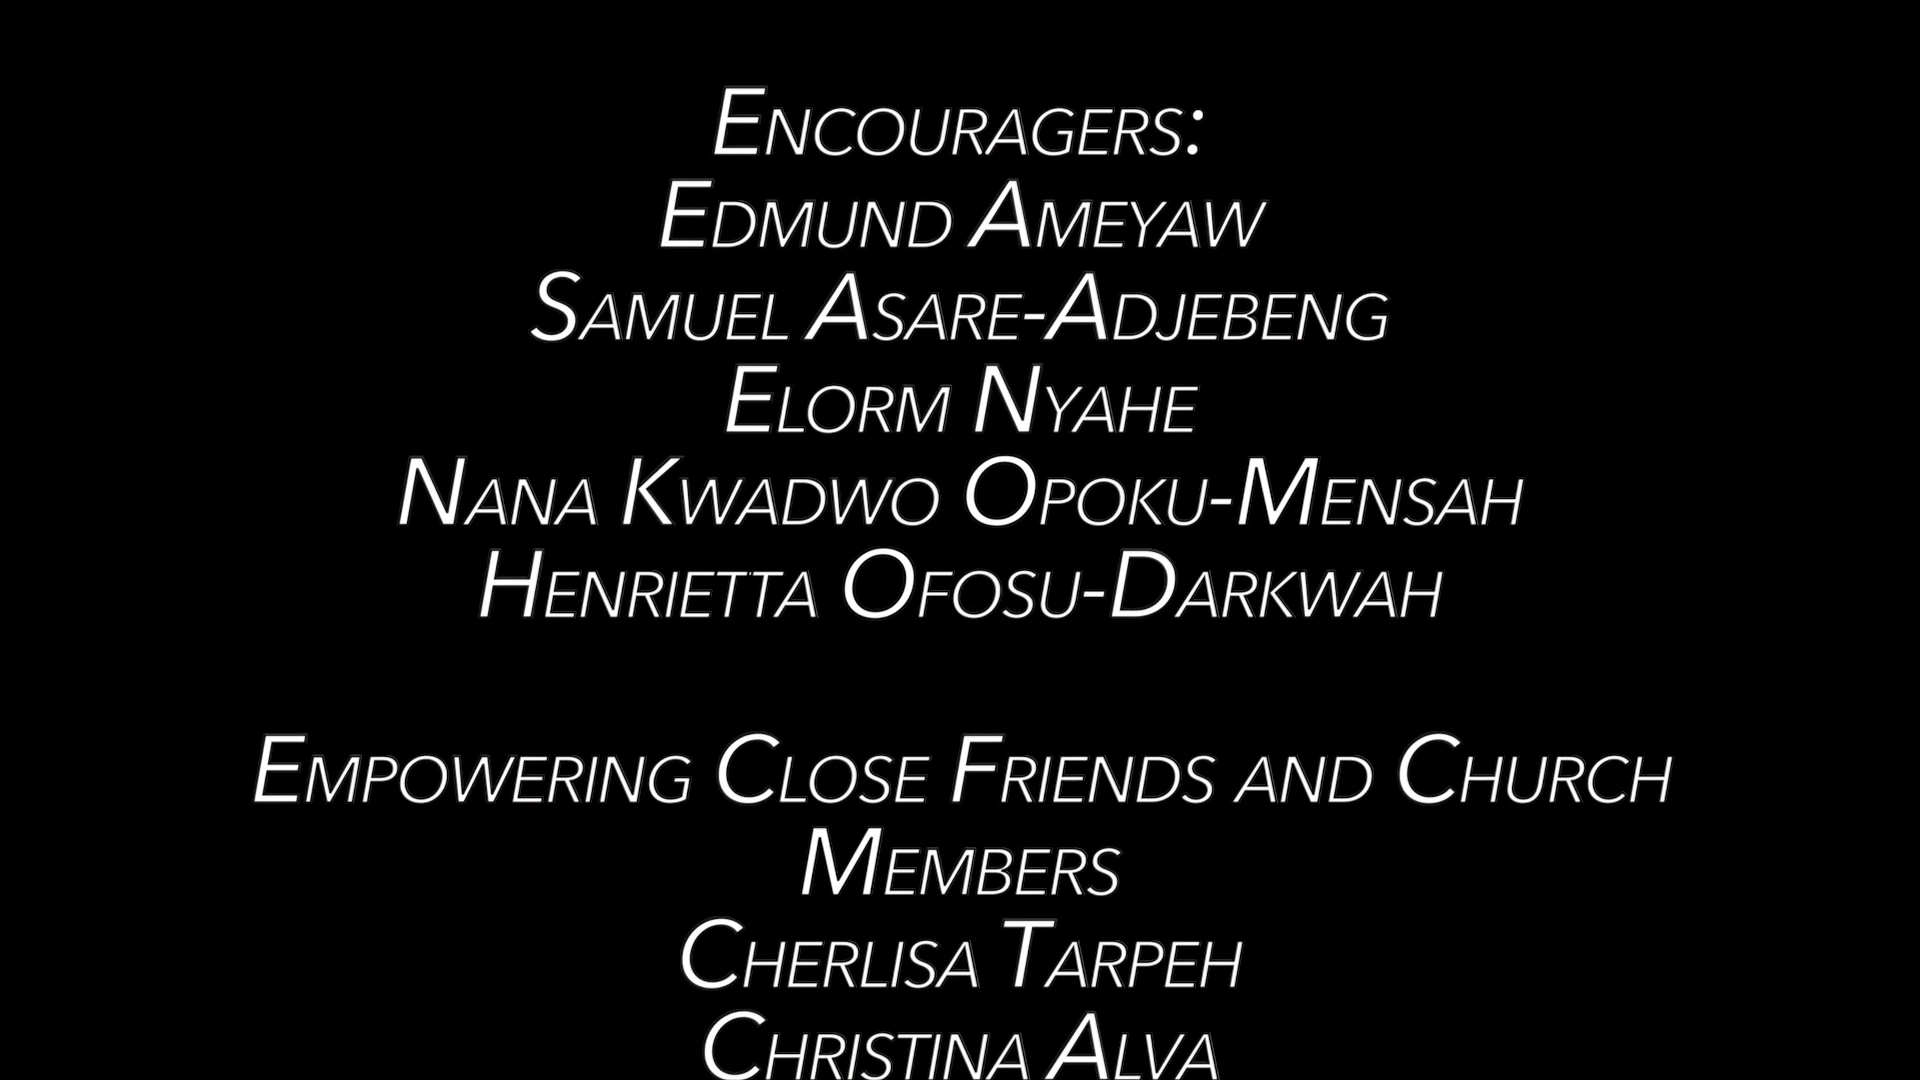 Encouragers:
Edmund Ameyaw
Samuel Asare-Adjebeng
Elorm Nyahe
Nana Kwadwo Opoku-Mensah
Henrietta Ofosu-Darkwah
Empowering Close Friends and Church
Members
Cherlisa Tarpeh
Christina Alva